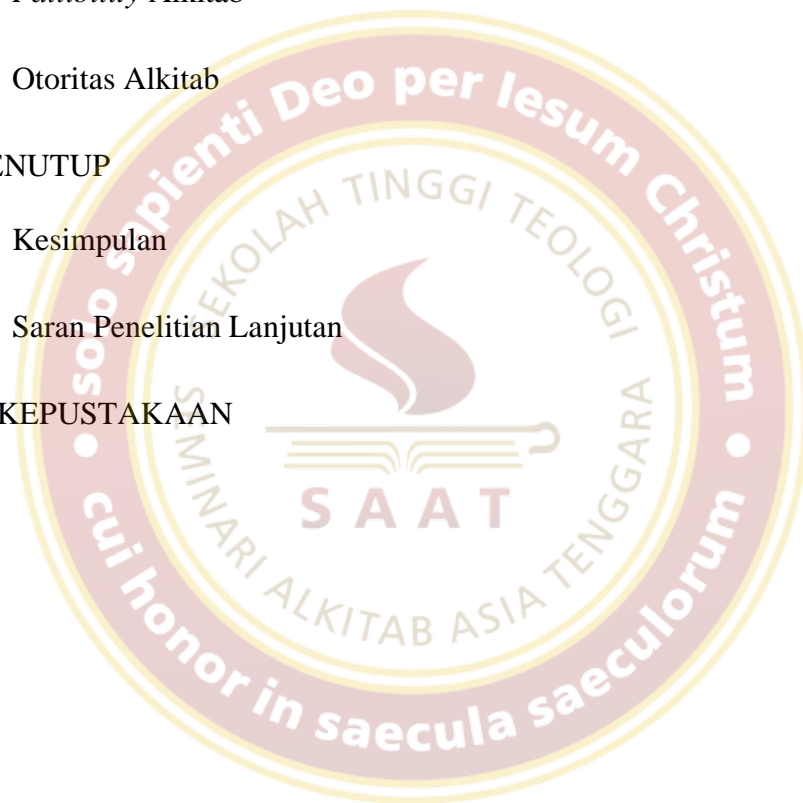 Alkitab
Otoritas Alkitab
ENUTUP
Kesimpulan
Saran Penelitian Lanjutan
KEPUSTAKAAN
solo sapienti Deo per Iesum Christum
cui honor in saecula saeculorum
SEKOLAH TINGGI TEOLOGI
SEMINARI ALKITAB ASIA TENGGARA
SAAT